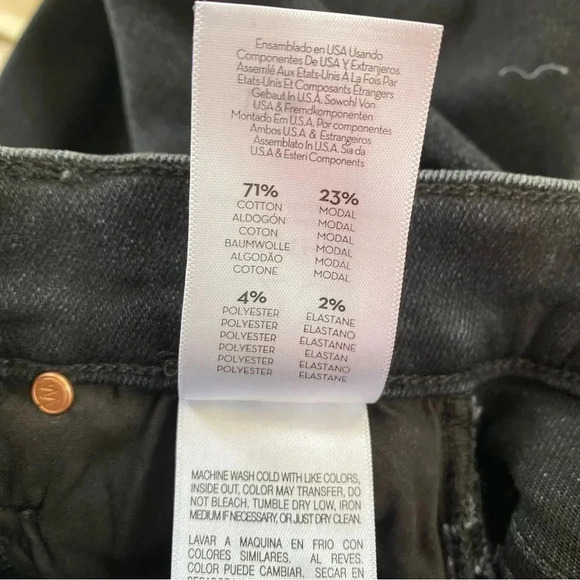 Ensamblado en USA Usando
Componentes De USA Y Extranjeros
Assemlé Aux Etats-Unis À La Fois Par
Etats-Unis Et Composants Étrangers
Gebaut In U.S.A. Sowohl Von
USA & Fremdkomponenten
Montado Em U.S.A. Por componentes
Ambos U.S.A & Estrangeiros
Assemblato In U.S. Sia da
U.S.A & Esteri Componenti
71%
COTTON
ALDOGÓN
COTON
BAUMWOLLE
ALGODÃO
COTONE
23%
MODAL
MODAL
MODAL
MODAL
MODAL
MODAL
4%
POLYESTER
POLYESTER
POLYESTER
POLYESTER
POLYESTER
POLYESTER
2%
ELASTANE
ELASTANO
ELASTHANNE
ELASTAN
ELASTANO
ELASTANE
MACHINE WASH COLD WITH LIKE COLORS,
INSIDE OUT, COLOR MAY TRANSFER, DO
NOT BLEACH. TUMBLE DRY LOW, IRON
MEDIUM IF NECESSARY, OR JUST DRY CLEAN.
LAVAR A MAQUINA EN FRIO CON
COLORES SIMILARES. AL REVES.
COLOR PUEDE CAMBIAR. SECAR EN